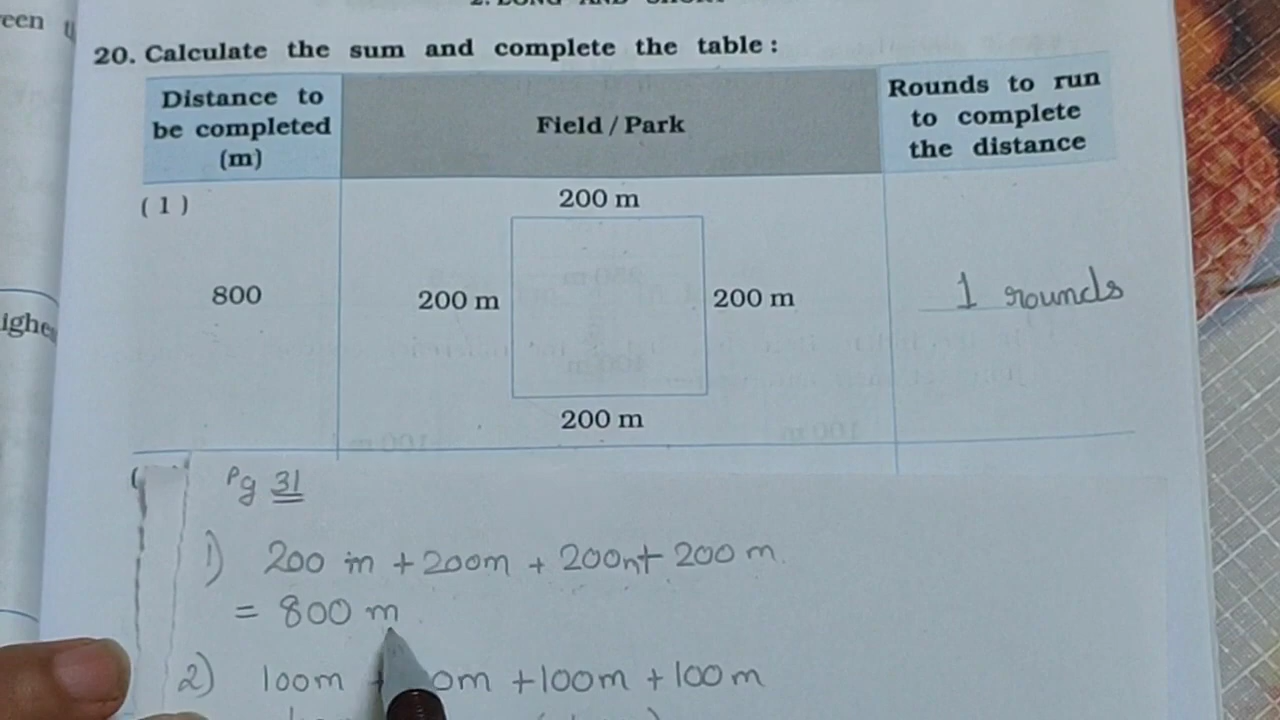 20. Calculate the sum and complete the table :
Distance to
be completed
(m)
Field / Park
Rounds to run
to complete
the distance
( 1 )
200 m
800
200 m
200 m
1 rounds
200 m
Pg 31
1) 200 m + 200m + 200m + 200 m
= 800 m
2) 100m + 0m + 100m + 100 m